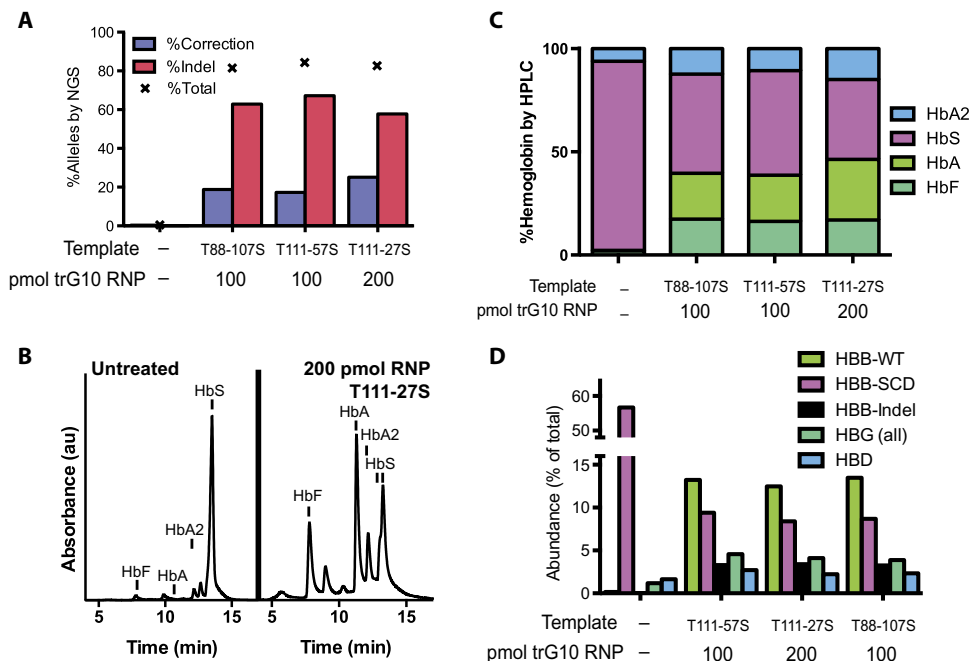 A
%Correction
%Indel
%Total
%Alleles by NGS
100
80
60
40
20
0
Template – T88-107S T111-57S T111-27S
pmol trG10 RNP – 100 100 200
B
Untreated
200 pmol RNP
T111-27S
Absorbance (au)
HbF HbA HbA2 HbS
HbF HbA HbA2 HbS
5 10 15 5 10 15
Time (min) Time (min)
C
%Hemoglobin by HPLC
100
50
0
HbA2
HbS
HbA
HbF
Template – T88-107S T111-57S T111-27S
pmol trG10 RNP – 100 100 200
D
HBB-WT
HBB-SCD
HBB-Indel
HBG (all)
HBD
Abundance (% of total)
60
50
15
10
5
0
Template – T111-57S T111-27S T88-107S
pmol trG10 RNP – 100 200 100